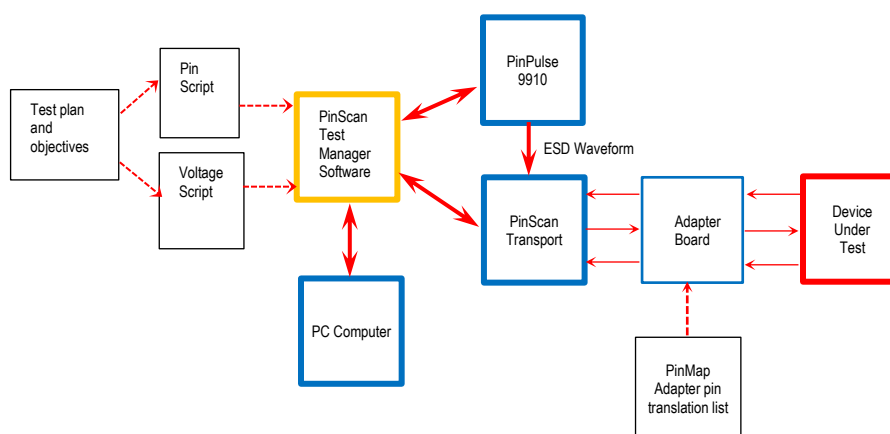 Test plan
and
objectives
Pin
Script
Voltage
Script
PinScan
Test
Manager
Software
PC Computer
PinPulse
9910
ESD Waveform
PinScan
Transport
Adapter
Board
Device
Under
Test
PinMap
Adapter pin
translation list